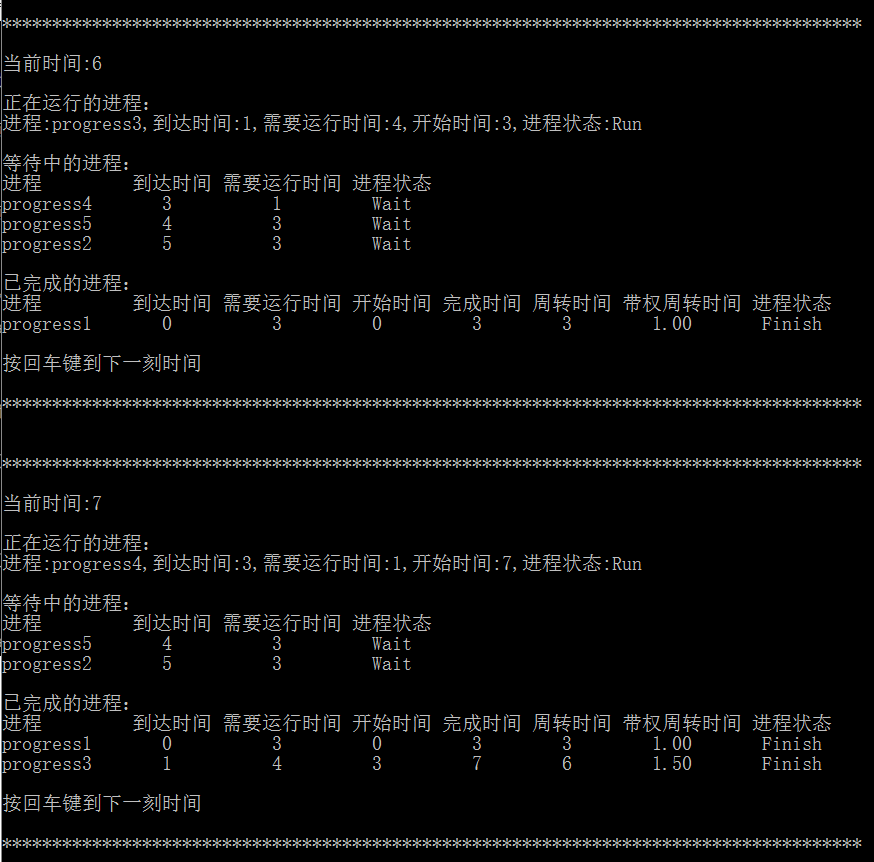 **************************************************************************************
当前时间:6
正在运行的进程:
进程:progress3,到达时间:1,需要运行时间:4,开始时间:3,进程状态:Run
等待中的进程:
进程 到达时间 需要运行时间 进程状态
progress4 3 1 Wait
progress5 4 3 Wait
progress2 5 3 Wait
已完成的进程:
进程 到达时间 需要运行时间 开始时间 完成时间 周转时间 带权周转时间 进程状态
progress1 0 3 0 3 3 1.00 Finish
按回车键到下一刻时间
**************************************************************************************
**************************************************************************************
当前时间:7
正在运行的进程:
进程:progress4,到达时间:3,需要运行时间:1,开始时间:7,进程状态:Run
等待中的进程:
进程 到达时间 需要运行时间 进程状态
progress5 4 3 Wait
progress2 5 3 Wait
已完成的进程:
进程 到达时间 需要运行时间 开始时间 完成时间 周转时间 带权周转时间 进程状态
progress1 0 3 0 3 3 1.00 Finish
progress3 1 4 3 7 6 1.50 Finish
按回车键到下一刻时间
**************************************************************************************